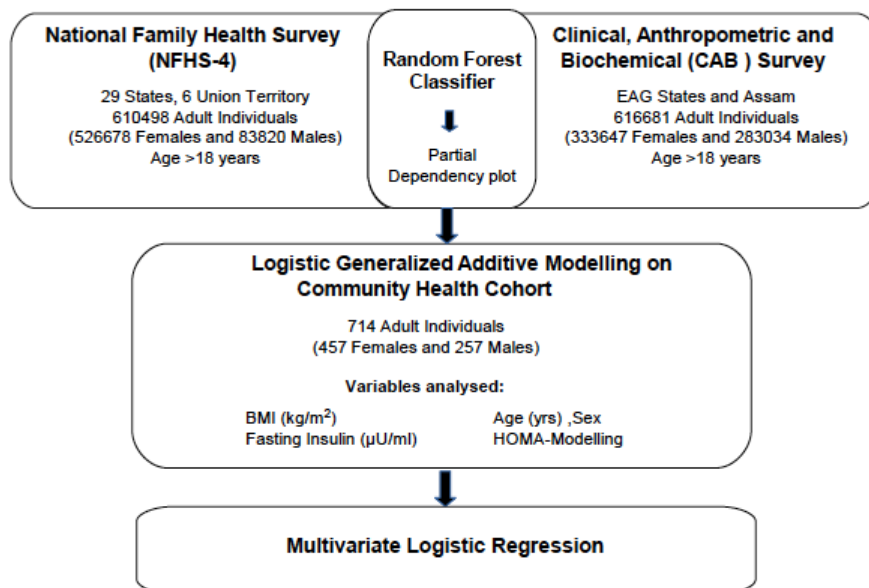 National Family Health Survey
(NFHS-4)
29 States, 6 Union Territory
610498 Adult Individuals
(526678 Females and 83820 Males)
Age >18 years
Random Forest
Classifier
Partial
Dependency plot
Clinical, Anthropometric and
Biochemical (CAB ) Survey
EAG States and Assam
616681 Adult Individuals
(333647 Females and 283034 Males)
Age >18 years
Logistic Generalized Additive Modelling on
Community Health Cohort
714 Adult Individuals
(457 Females and 257 Males)
Variables analysed:
BMI (kg/m²) Age (yrs) ,Sex
Fasting Insulin (µU/ml) HOMA-Modelling
Multivariate Logistic Regression